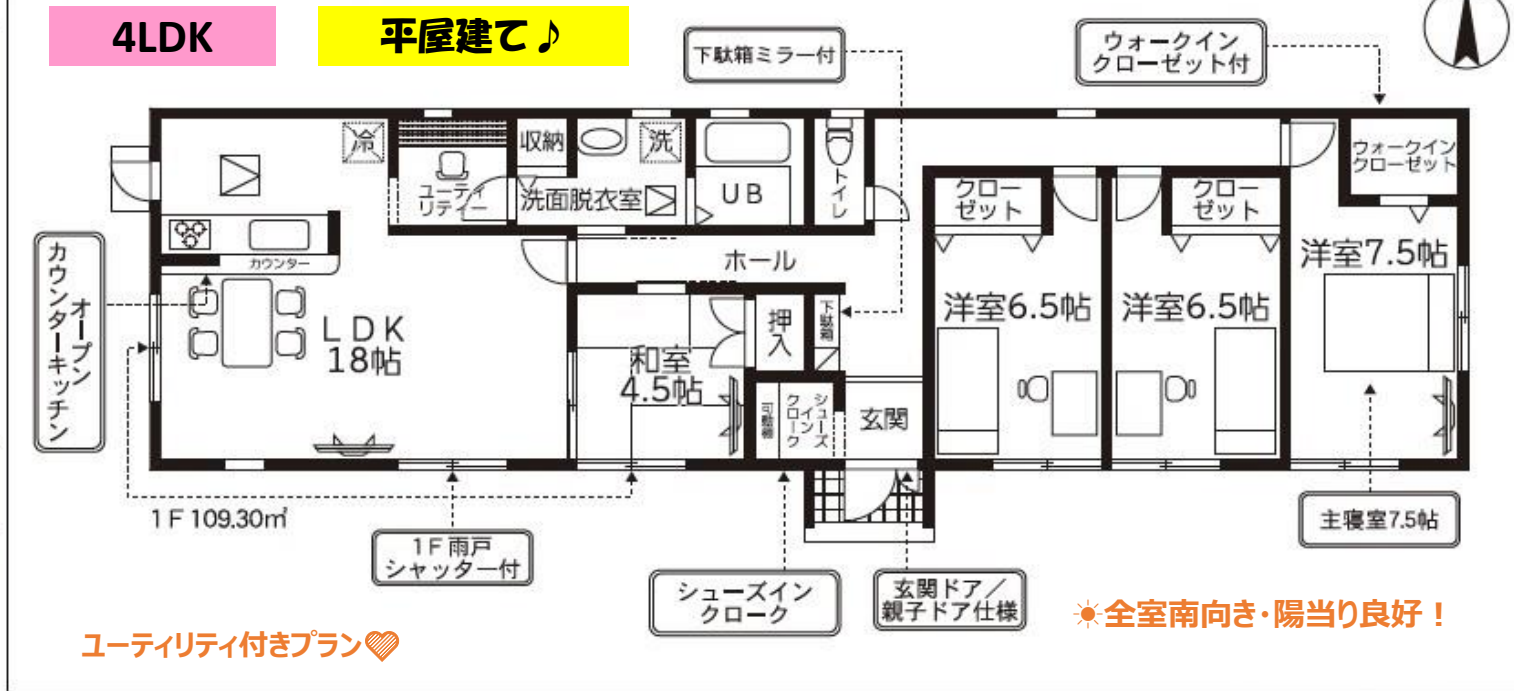 4LDK
平屋建て♪
下駄箱ミラー付
ウォークイン
クローゼット付
冷
ユーティ
リティー
収納
洗
洗面脱衣室
UB
トイレ
クロー
ゼット
クロー
ゼット
ウォークイン
クローゼット
オープン
カウンターキッチン
カウンター
LDK
18帖
ホール
和室
4.5帖
押入
下駄箱
シューズ
イン
クローク
可動棚
玄関
洋室6.5帖
洋室6.5帖
洋室7.5帖
1F 109.30㎡
1F 雨戸
シャッター付
シューズイン
クローク
玄関ドア／
親子ドア仕様
主寝室7.5帖
ユーティリティ付きプラン
☀全室南向き・陽当り良好！